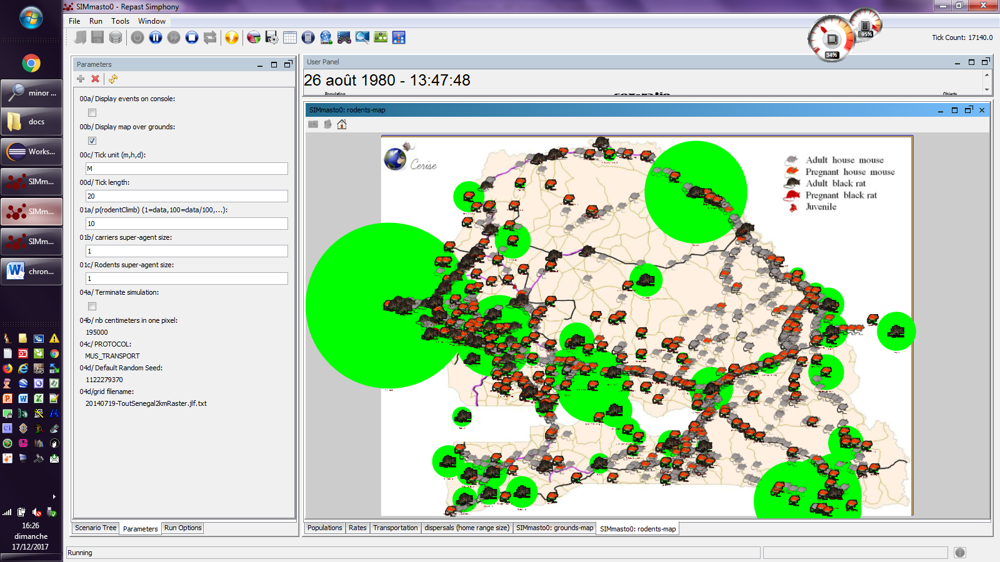 SIMmasto0 - Repast Simphony
File Run Tools Window
Tick Count: 17140.0
34%
95%
minor ...
docs
Works...
SIMm...
SIMm...
SIMm...
chron...
16:26
dimanche
17/12/2017
Parameters
00a/ Display events on console:
00b/ Display map over grounds:
00c/ Tick unit (m,h,d):
M
00d/ Tick length:
20
01a/ p(rodentClimb) (1=data,100=data/100,...):
10
01b/ carriers super-agent size:
1
01c/ Rodents super-agent size:
1
04a/ Terminate simulation:
04b/ nb centimeters in one pixel:
195000
04c/ PROTOCOL:
MUS_TRANSPORT
04d/ Default Random Seed:
1122279370
04d/grid filename:
20140719-ToutSenegal2kmRaster.jlf.txt
Scenario Tree Parameters Run Options
User Panel
26 août 1980 - 13:47:48
Population sex-ratio Objects
SIMmasto0: rodents-map
Cerise
Adult house mouse
Pregnant house mouse
Adult black rat
Pregnant black rat
Juvenile
Populations Rates Transportation dispersals (home range size) SIMmasto0: grounds-map SIMmasto0: rodents-map
Running